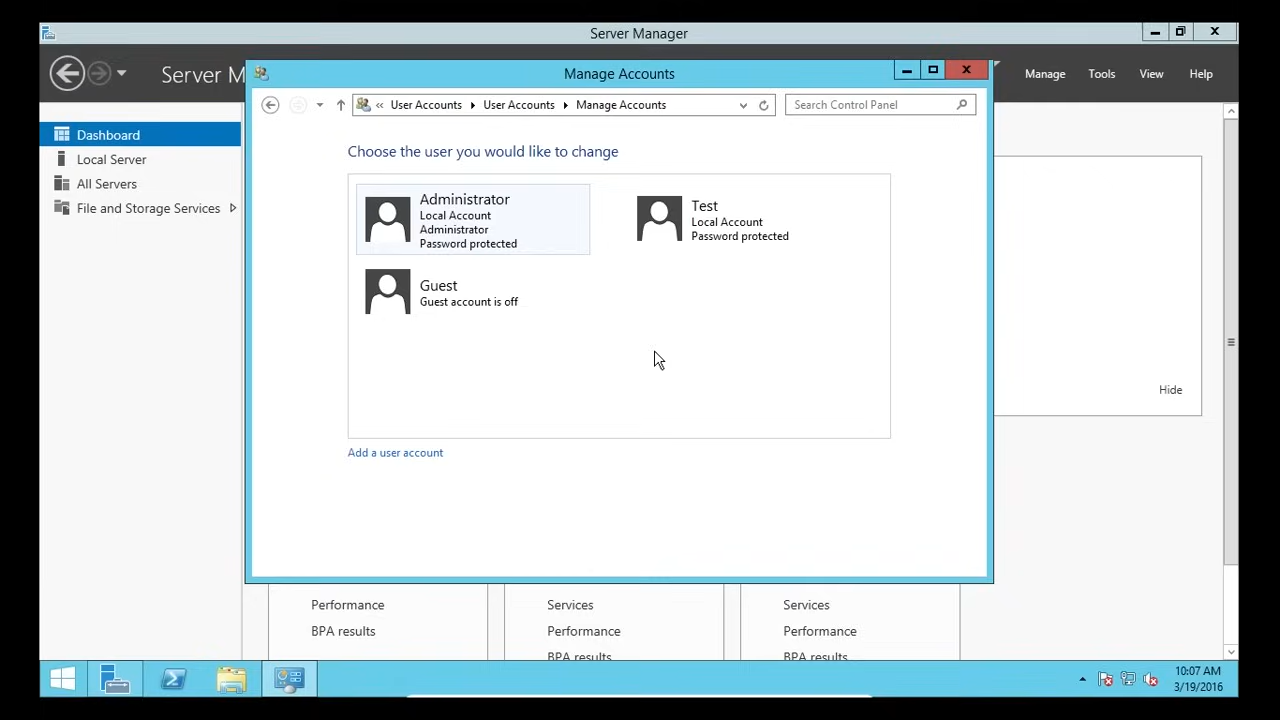 Server Manager
Server M
Manage Tools View Help
Manage Accounts
« User Accounts User Accounts Manage Accounts
Search Control Panel
Dashboard
Local Server
All Servers
File and Storage Services
Choose the user you would like to change
Administrator
Local Account
Administrator
Password protected
Test
Local Account
Password protected
Guest
Guest account is off
Add a user account
Hide
Performance
BPA results
Services
Performance
BPA results
Services
Performance
BPA results
10:07 AM
3/19/2016